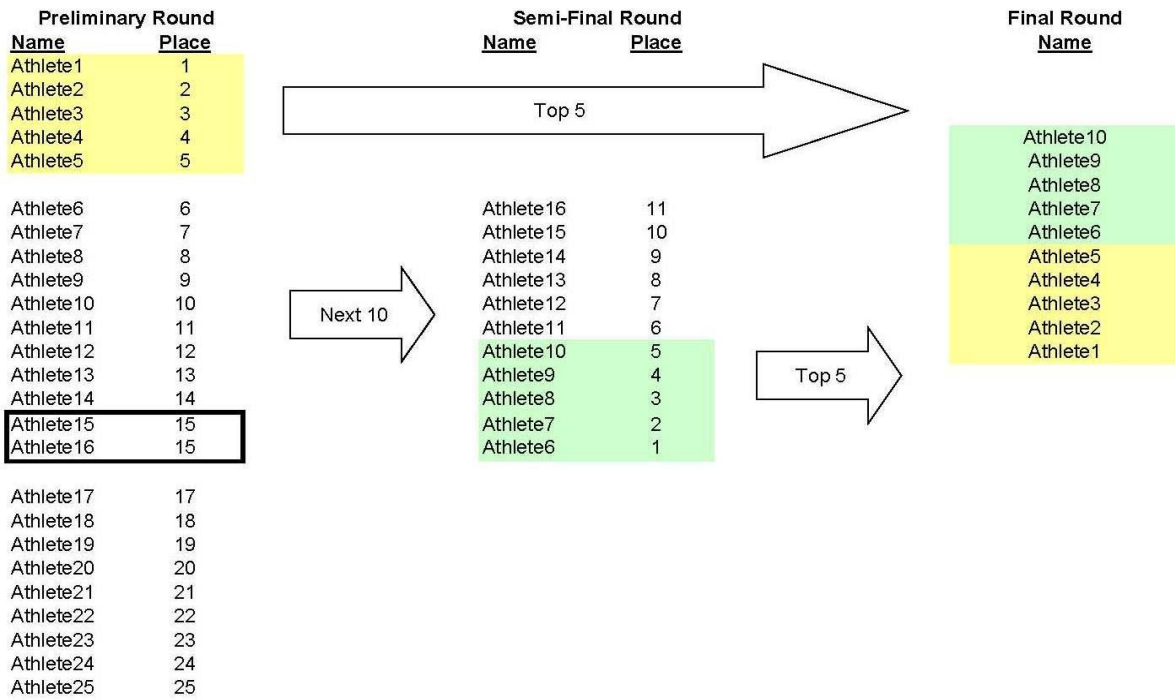 Preliminary Round
Name Place
Athlete1 1
Athlete2 2
Athlete3 3
Athlete4 4
Athlete5 5
Athlete6 6
Athlete7 7
Athlete8 8
Athlete9 9
Athlete10 10
Athlete11 11
Athlete12 12
Athlete13 13
Athlete14 14
Athlete15 15
Athlete16 15
Athlete17 17
Athlete18 18
Athlete19 19
Athlete20 20
Athlete21 21
Athlete22 22
Athlete23 23
Athlete24 24
Athlete25 25
Top 5
Next 10
Semi-Final Round
Name Place
Athlete16 11
Athlete15 10
Athlete14 9
Athlete13 8
Athlete12 7
Athlete11 6
Athlete10 5
Athlete9 4
Athlete8 3
Athlete7 2
Athlete6 1
Top 5
Final Round
Name
Athlete10
Athlete9
Athlete8
Athlete7
Athlete6
Athlete5
Athlete4
Athlete3
Athlete2
Athlete1